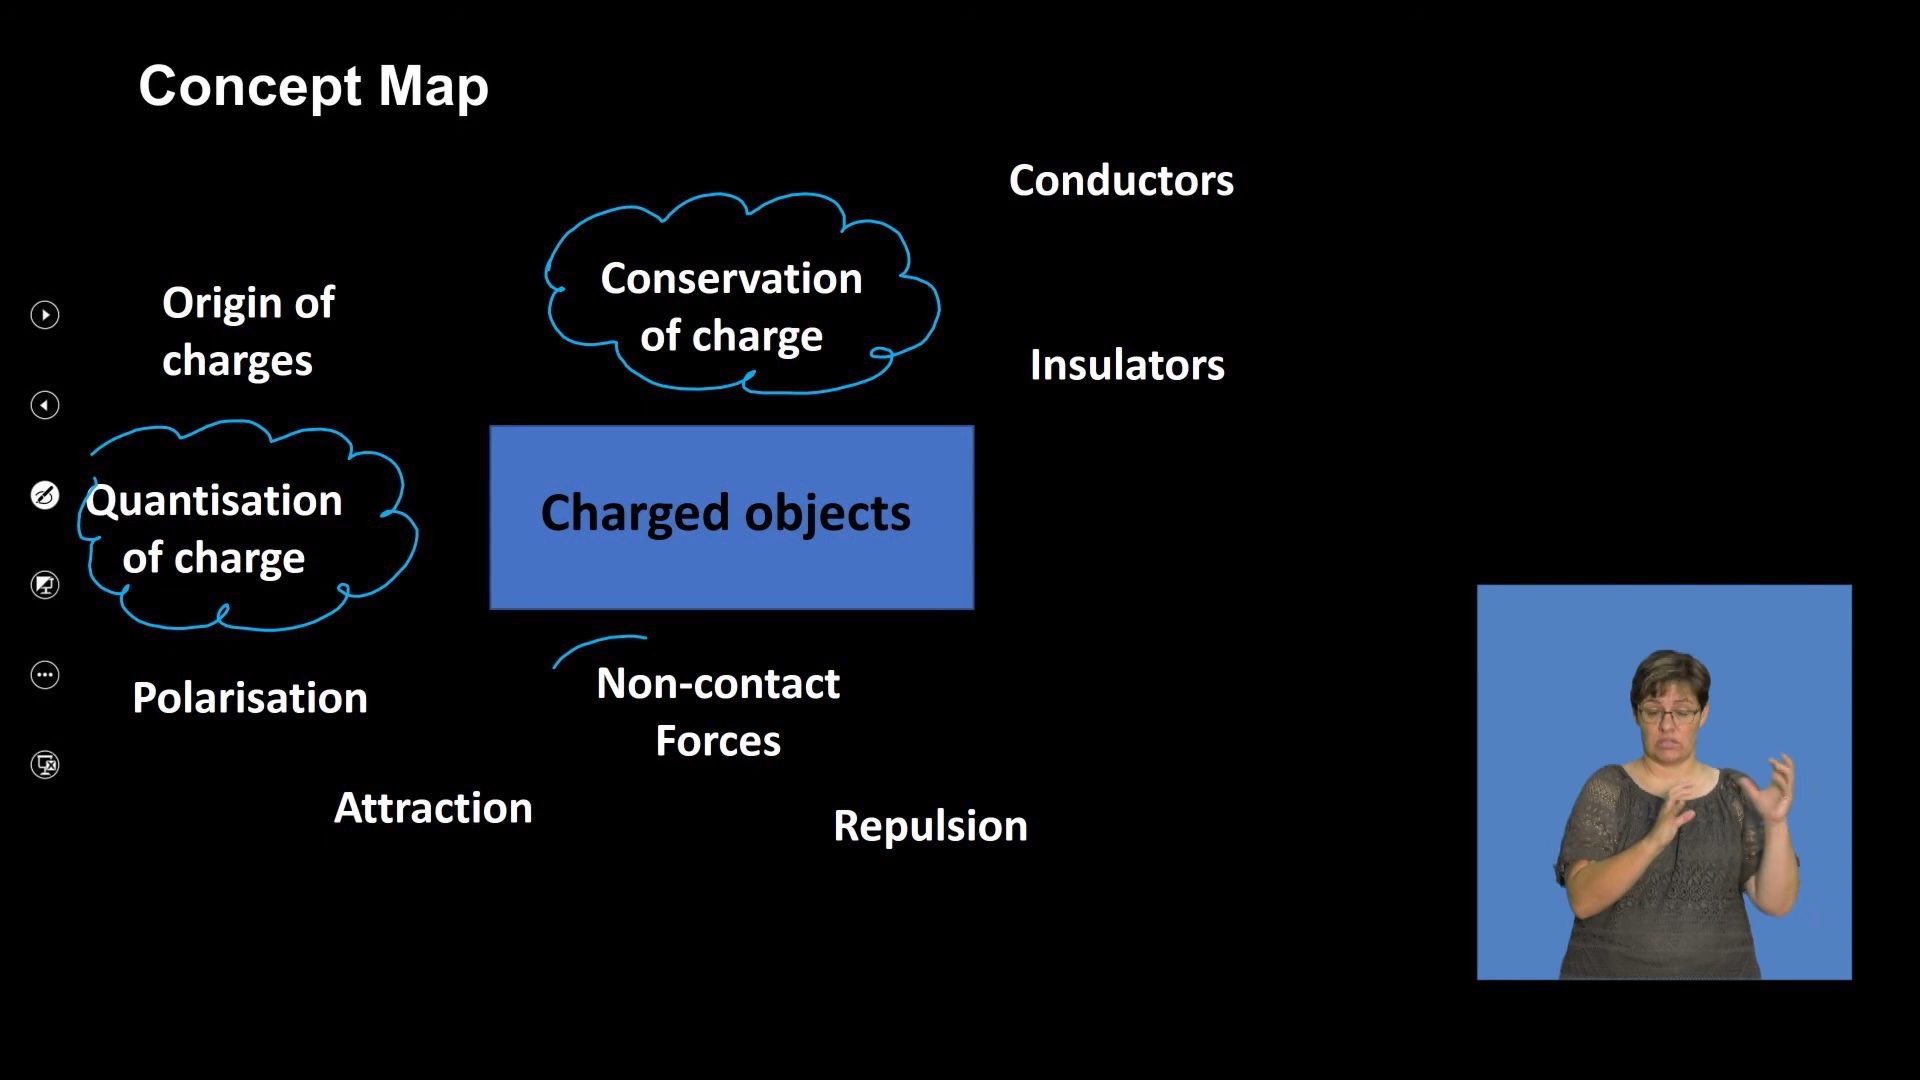 Concept Map
Conductors
Conservation
of charge
Origin of
charges
Insulators
Quantisation
of charge
Charged objects
Polarisation
Non-contact
Forces
Attraction
Repulsion